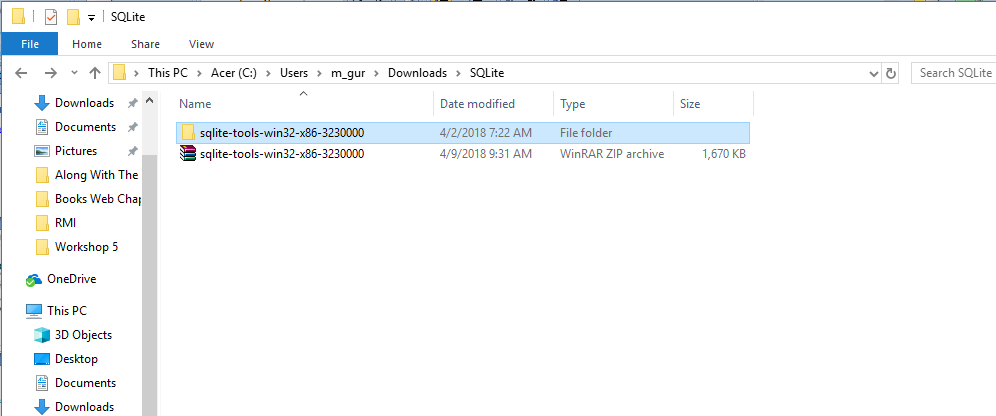 SQLite
File Home Share View
This PC Acer (C:) Users m_gur Downloads SQLite Search SQLite
Name Date modified Type Size
sqlite-tools-win32-x86-3230000 4/2/2018 7:22 AM File folder
sqlite-tools-win32-x86-3230000 4/9/2018 9:31 AM WinRAR ZIP archive 1,670 KB
Downloads
Documents
Pictures
Along With The
Books Web Chap
RMI
Workshop 5
OneDrive
This PC
3D Objects
Desktop
Documents
Downloads